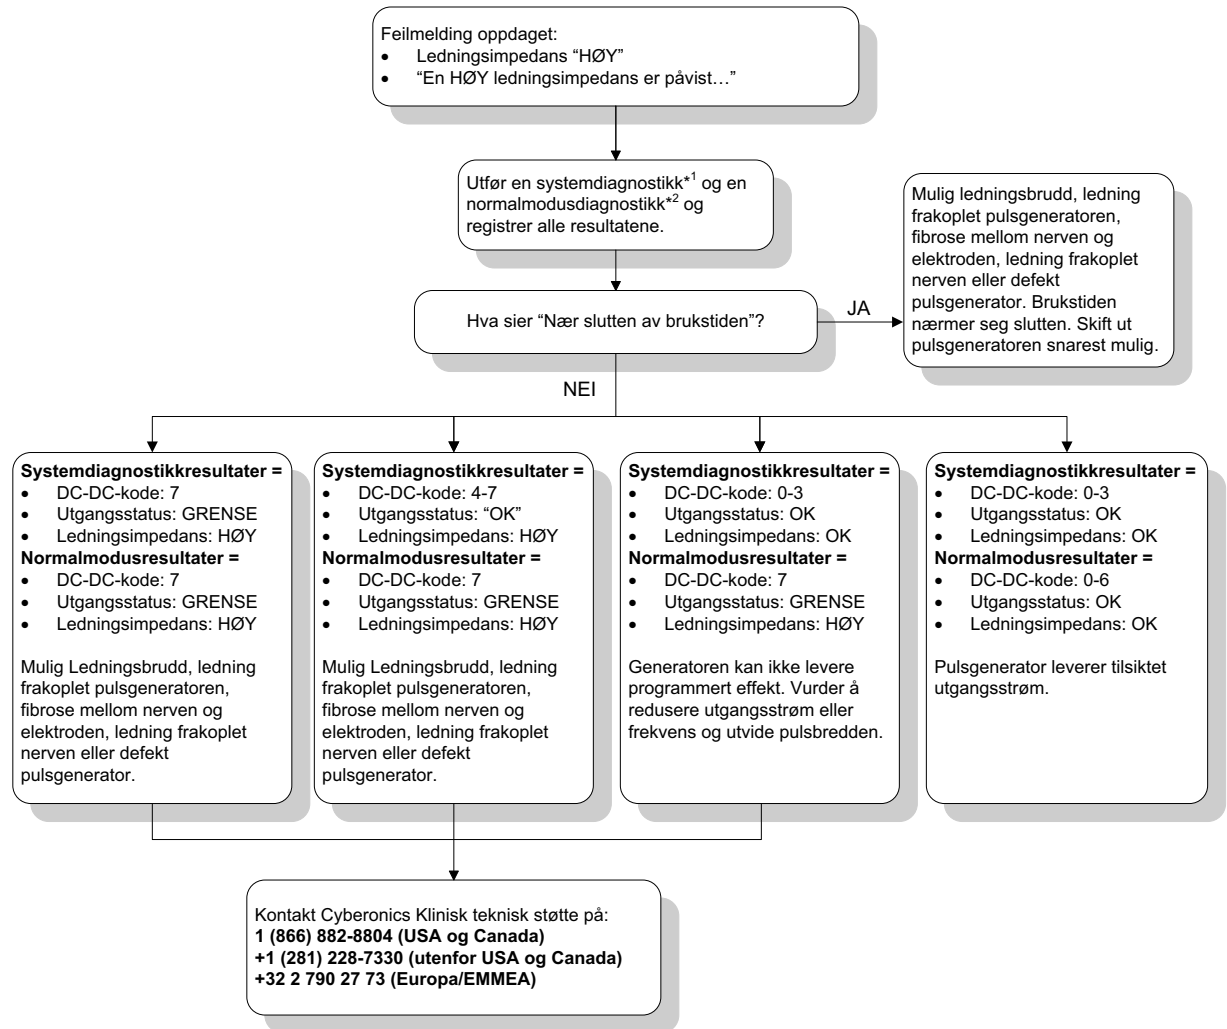 Feilmelding oppdaget:
• Ledningsimpedans “HØY”
• “En HØY ledningsimpedans er påvist…”
Utfør en systemdiagnostikk*1 og en
normalmodusdiagnostikk*2 og
registrer alle resultatene.
Mulig ledningsbrudd, ledning
frakoplet pulsgeneratoren,
fibrose mellom nerven og
elektroden, ledning frakoplet
nerven eller defekt
pulsgenerator. Brukstiden
nærmer seg slutten. Skift ut
pulsgeneratoren snarest mulig.
Hva sier “Nær slutten av brukstiden”?
JA
NEI
Systemdiagnostikkresultater =
• DC-DC-kode: 7
• Utgangsstatus: GRENSE
• Ledningsimpedans: HØY
Normalmodusresultater =
• DC-DC-kode: 7
• Utgangsstatus: GRENSE
• Ledningsimpedans: HØY
Mulig Ledningsbrudd, ledning
frakoplet pulsgeneratoren,
fibrose mellom nerven og
elektroden, ledning frakoplet
nerven eller defekt
pulsgenerator.
Systemdiagnostikkresultater =
• DC-DC-kode: 4-7
• Utgangsstatus: “OK”
• Ledningsimpedans: HØY
Normalmodusresultater =
• DC-DC-kode: 7
• Utgangsstatus: GRENSE
• Ledningsimpedans: HØY
Mulig Ledningsbrudd, ledning
frakoplet pulsgeneratoren,
fibrose mellom nerven og
elektroden, ledning frakoplet
nerven eller defekt
pulsgenerator.
Systemdiagnostikkresultater =
• DC-DC-kode: 0-3
• Utgangsstatus: OK
• Ledningsimpedans: OK
Normalmodusresultater =
• DC-DC-kode: 7
• Utgangsstatus: GRENSE
• Ledningsimpedans: HØY
Generatoren kan ikke levere
programmert effekt. Vurder å
redusere utgangsstrøm eller
frekvens og utvide pulsbredden.
Systemdiagnostikkresultater =
• DC-DC-kode: 0-3
• Utgangsstatus: OK
• Ledningsimpedans: OK
Normalmodusresultater =
• DC-DC-kode: 0-6
• Utgangsstatus: OK
• Ledningsimpedans: OK
Pulsgenerator leverer tilsiktet
utgangsstrøm.
Kontakt Cyberonics Klinisk teknisk støtte på:
1 (866) 882-8804 (USA og Canada)
+1 (281) 228-7330 (utenfor USA og Canada)
+32 2 790 27 73 (Europa/EMMEA)